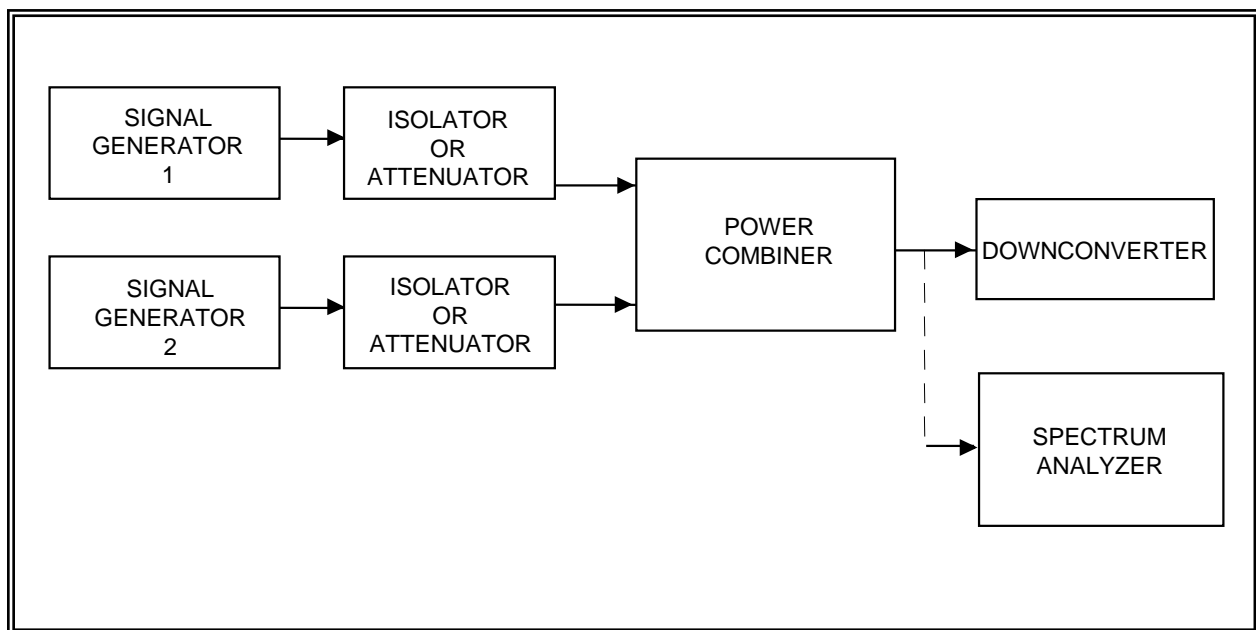 SIGNAL
GENERATOR
1
ISOLATOR
OR
ATTENUATOR
SIGNAL
GENERATOR
2
ISOLATOR
OR
ATTENUATOR
POWER
COMBINER
DOWNCONVERTER
SPECTRUM
ANALYZER